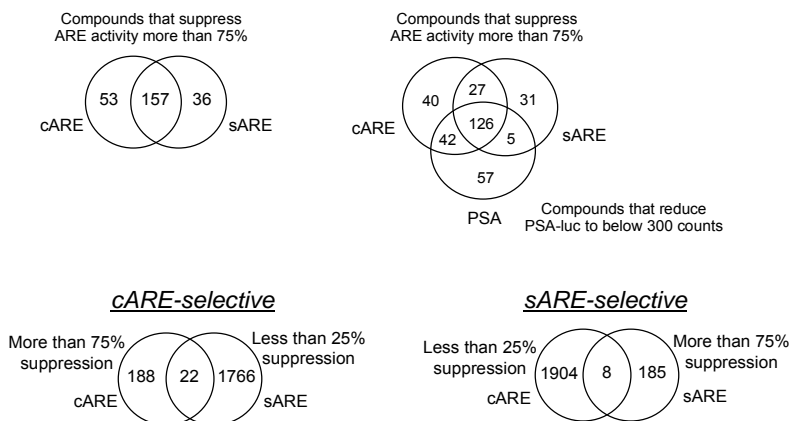 Compounds that suppress
ARE activity more than 75%
53 157 36
cARE sARE
Compounds that suppress
ARE activity more than 75%
27
40 31
126
cARE sARE
42 5
57
PSA
Compounds that reduce
PSA-luc to below 300 counts
cARE-selective
More than 75%
suppression
Less than 25%
suppression
188 22 1766
cARE sARE
sARE-selective
Less than 25%
suppression
More than 75%
suppression
1904 8 185
cARE sARE